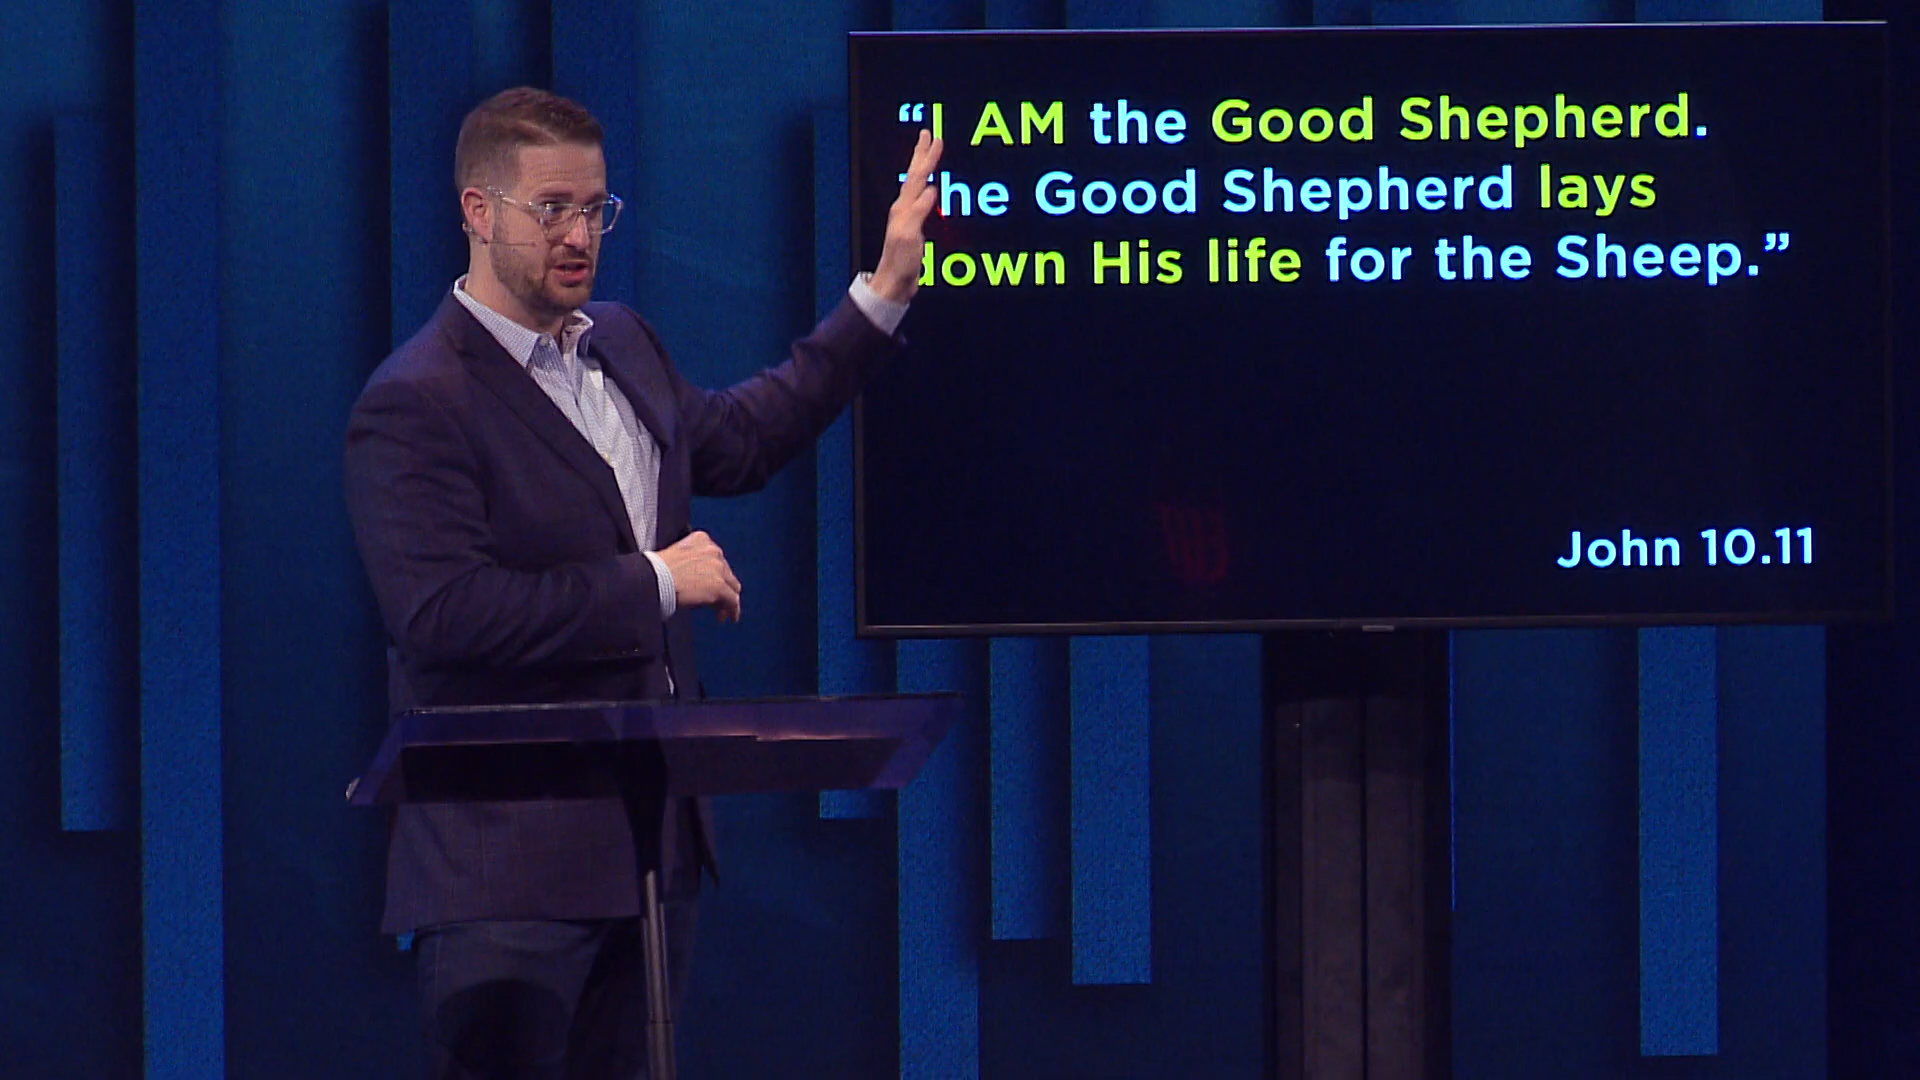 “I AM the Good Shepherd.
The Good Shepherd lays
down His life for the Sheep.”
John 10.11